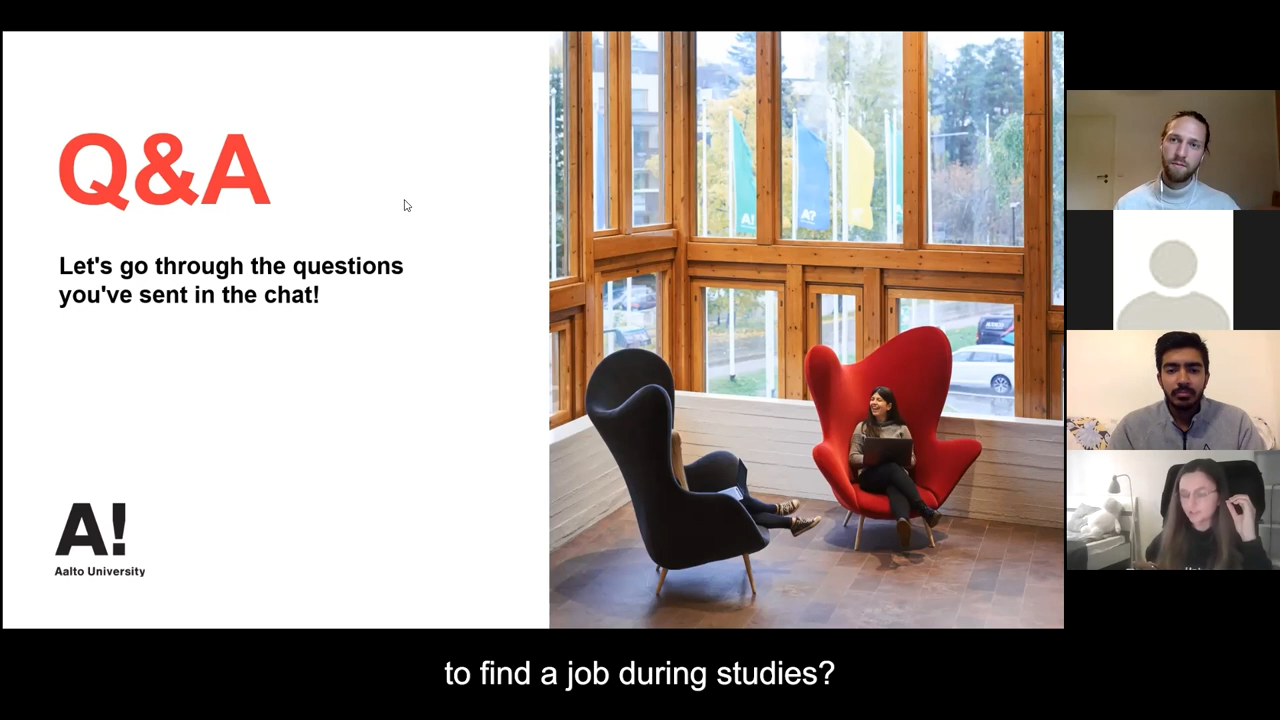 Q&A
Let's go through the questions
you've sent in the chat!
A!
Aalto University
A!
A?
to find a job during studies?